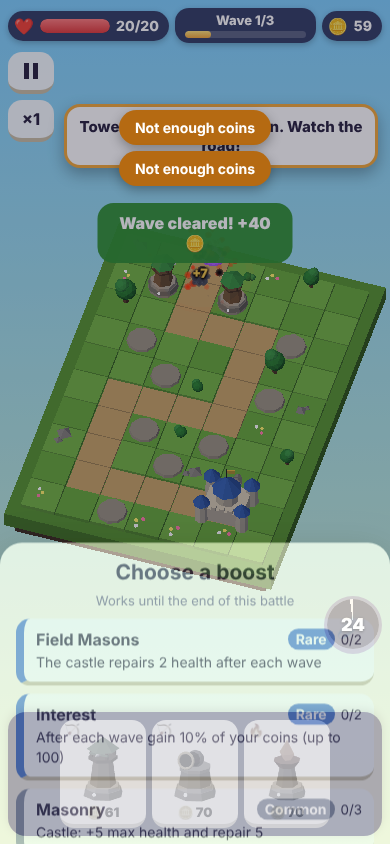 20/20
Wave 1/3
59
×1
Towe n. Watch the
road!
Not enough coins
Not enough coins
Wave cleared! +40
+7
Choose a boost
Works until the end of this battle
24
Field Masons Rare 0/2
The castle repairs 2 health after each wave
Interest Rare 0/2
After each wave gain 10% of your coins (up to
100)
61 70
Masonry Common 0/3
Castle: +5 max health and repair 5